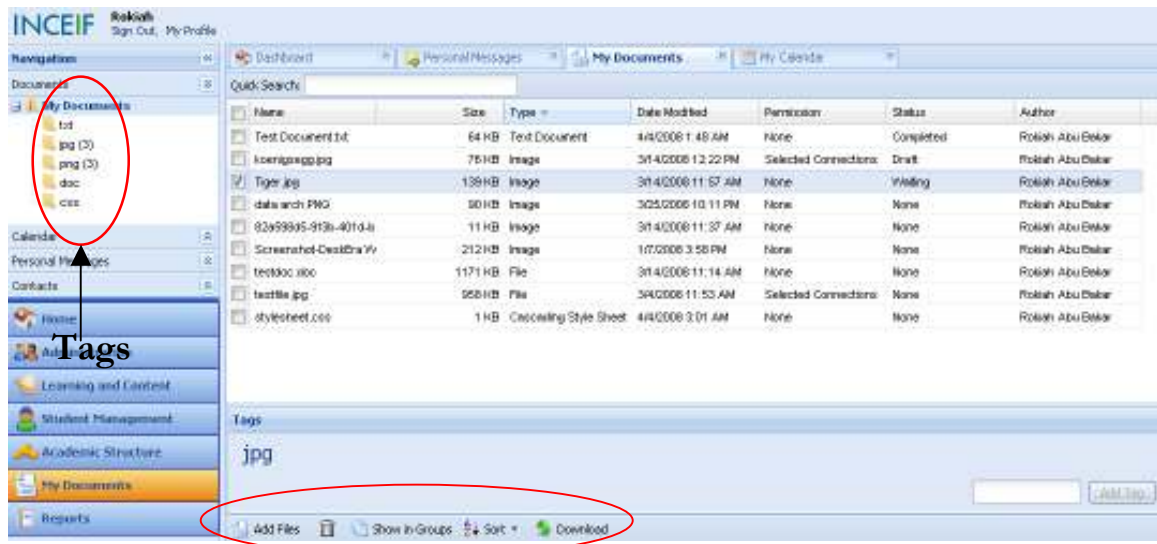 INCEIF Rokiah
Sign Out, My Profile
Navigation
Documents
My Documents
txt
jpg (3)
png (3)
doc
css
Calendar
Personal Messages
Contacts
Home
Tags
Learning and Content
Student Management
Academic Structure
My Documents
Reports
Dashboard Personal Messages My Documents My Calendar
Quick Search:
Name Size Type Date Modified Permission Status Author
Test Document.txt 64 KB Text Document 4/4/2008 1:48 AM None Completed Rokiah Abu Bakar
koenigsegg.jpg 76 KB Image 3/14/2008 12:22 PM Selected Connections Draft Rokiah Abu Bakar
Tiger.jpg 139 KB Image 3/14/2008 11:57 AM None Waiting Rokiah Abu Bakar
data arch.PNG 90 KB Image 3/25/2008 10:11 PM None None Rokiah Abu Bakar
11 KB Image 3/14/2008 11:37 AM None None Rokiah Abu Bakar
212 KB Image 1/7/2008 3:58 PM None None Rokiah Abu Bakar
1171 KB File 3/14/2008 11:14 AM None None Rokiah Abu Bakar
testfile.jpg 958 KB File 3/4/2008 11:53 AM Selected Connections None Rokiah Abu Bakar
stylesheet.css 1 KB Cascading Style Sheet 4/4/2008 3:01 AM None None Rokiah Abu Bakar
Tags
jpg
Add Tag
Add Files Show in Groups Sort Download